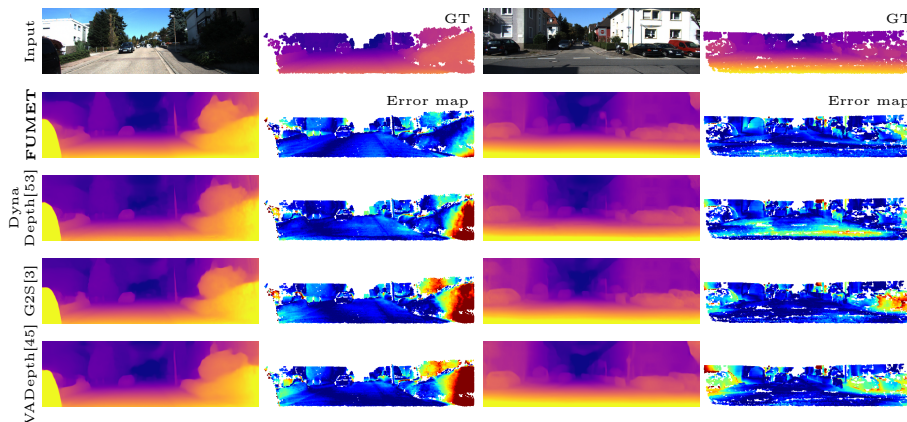 Input
GT
GT
FUMET
Error map
Error map
Dyna
Depth[53]
G2S[3]
VADepth[45]